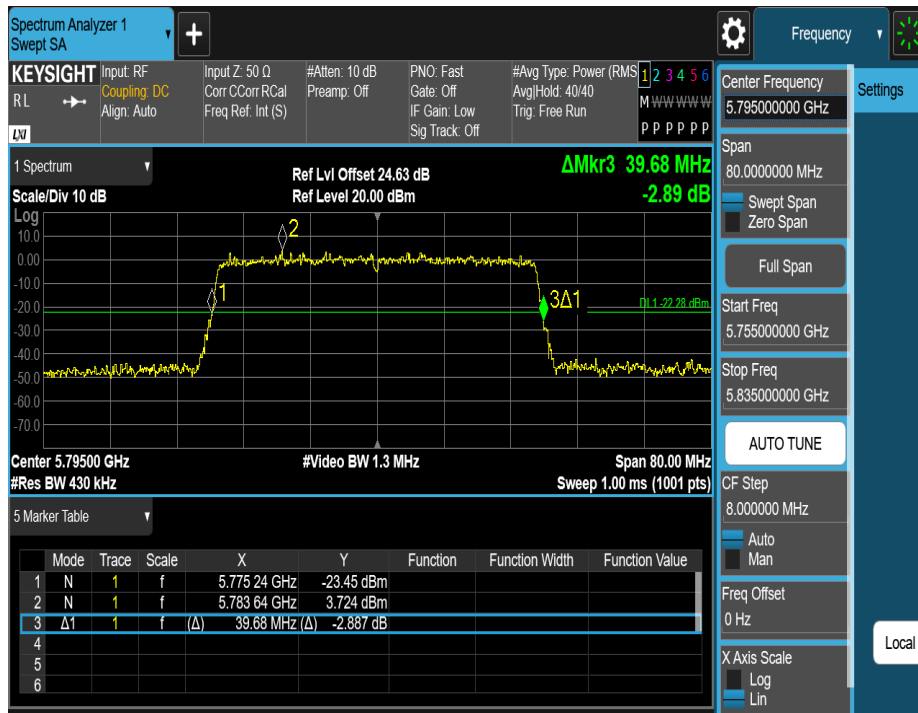 Spectrum Analyzer 1
Swept SA
+
Frequency
KEYSIGHT
RL
LXI
Input: RF
Coupling: DC
Align: Auto
Input Z: 50 Ω
Corr CCorr RCal
Freq Ref: Int (S)
#Atten: 10 dB
Preamp: Off
PNO: Fast
Gate: Off
IF Gain: Low
Sig Track: Off
#Avg Type: Power (RMS
Avg|Hold: 40/40
Trig: Free Run
1 2 3 4 5 6
M W W W W W
P P P P P P
1 Spectrum
Scale/Div 10 dB
Ref Lvl Offset 24.63 dB
Ref Level 20.00 dBm
ΔMkr3 39.68 MHz
-2.89 dB
Log
10.0
0.00
-10.0
-20.0
-30.0
-40.0
-50.0
-60.0
-70.0
2
1
3Δ1
DL1 -22.28 dBm
Center 5.79500 GHz
#Video BW 1.3 MHz
Span 80.00 MHz
#Res BW 430 kHz
Sweep 1.00 ms (1001 pts)
5 Marker Table
Mode Trace Scale X Y Function Function Width Function Value
1 N 1 f 5.775 24 GHz -23.45 dBm
2 N 1 f 5.783 64 GHz 3.724 dBm
3 Δ1 1 f (Δ) 39.68 MHz (Δ) -2.887 dB
4
5
6
Center Frequency
5.795000000 GHz
Span
80.0000000 MHz
Swept Span
Zero Span
Full Span
Start Freq
5.755000000 GHz
Stop Freq
5.835000000 GHz
AUTO TUNE
CF Step
8.000000 MHz
Auto
Man
Freq Offset
0 Hz
X Axis Scale
Log
Lin
Settings
Local